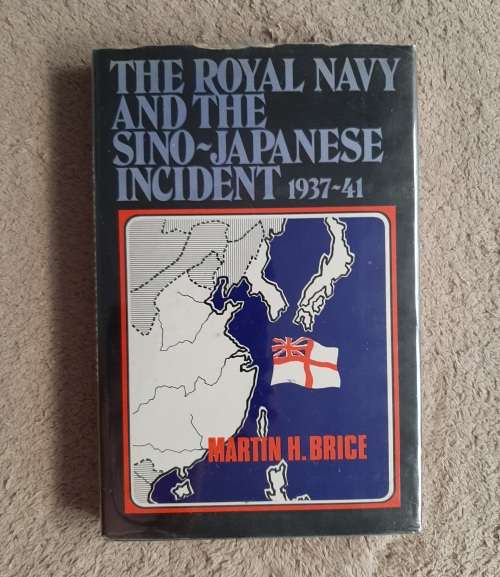 THE ROYAL NAVY
AND THE
SINO-JAPANESE
INCIDENT 1937-41
MARTIN H. BRICE